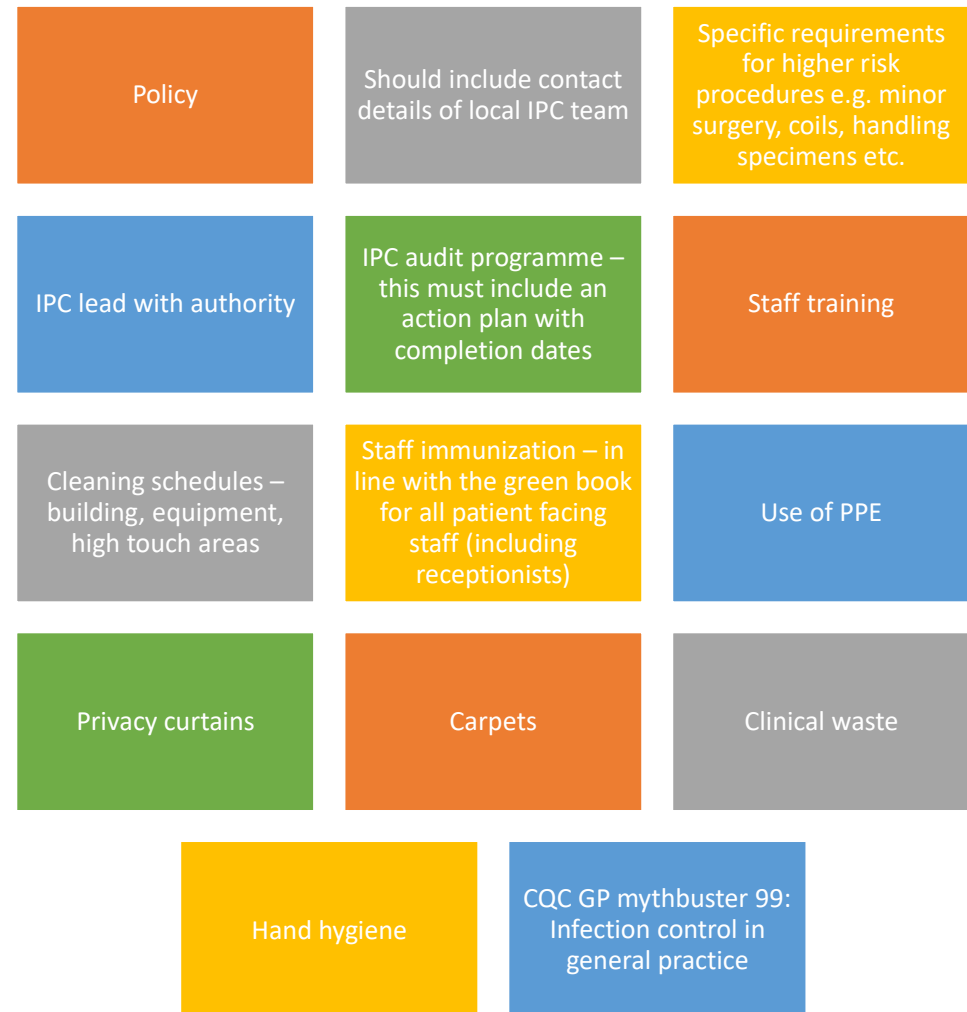 Policy
Should include contact
details of local IPC team
Specific requirements
for higher risk
procedures e.g. minor
surgery, coils, handling
specimens etc.
IPC lead with authority
IPC audit programme –
this must include an
action plan with
completion dates
Staff training
Cleaning schedules –
building, equipment,
high touch areas
Staff immunization – in
line with the green book
for all patient facing
staff (including
receptionists)
Use of PPE
Privacy curtains
Carpets
Clinical waste
Hand hygiene
CQC GP mythbuster 99:
Infection control in
general practice